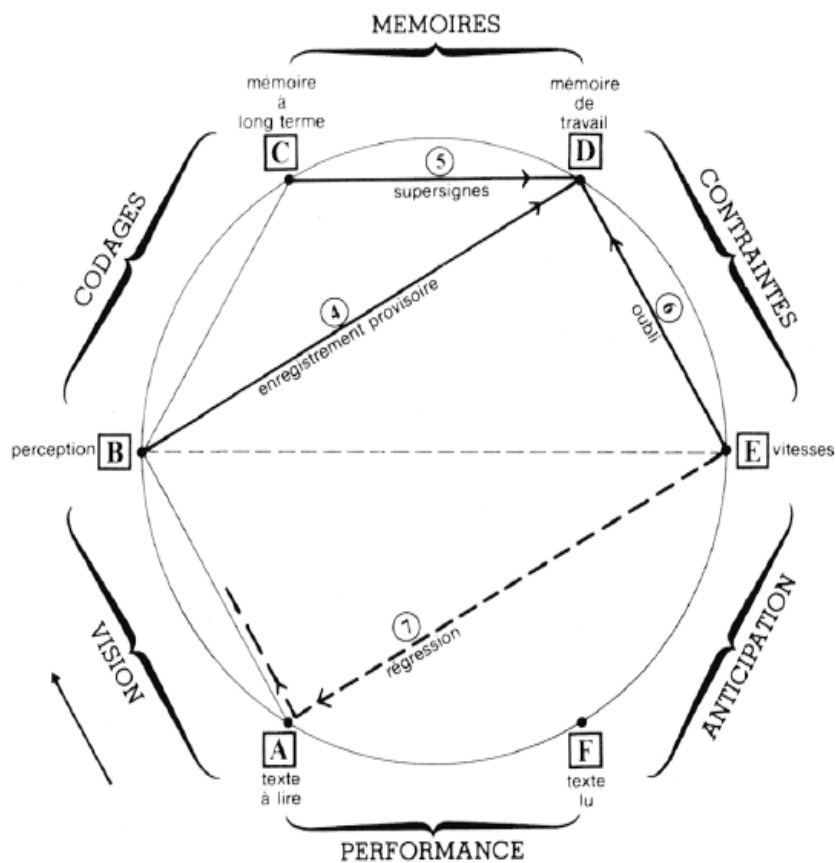 MEMOIRES
mémoire
à
long terme
mémoire
de
travail
C
D
5
supersignes
CODAGES
CONTRAINTES
4
enregistrement provisoire
6
oubli
perception
B
E
vitesses
VISION
7
régression
ANTICIPATION
A
F
texte
à lire
texte
lu
PERFORMANCE